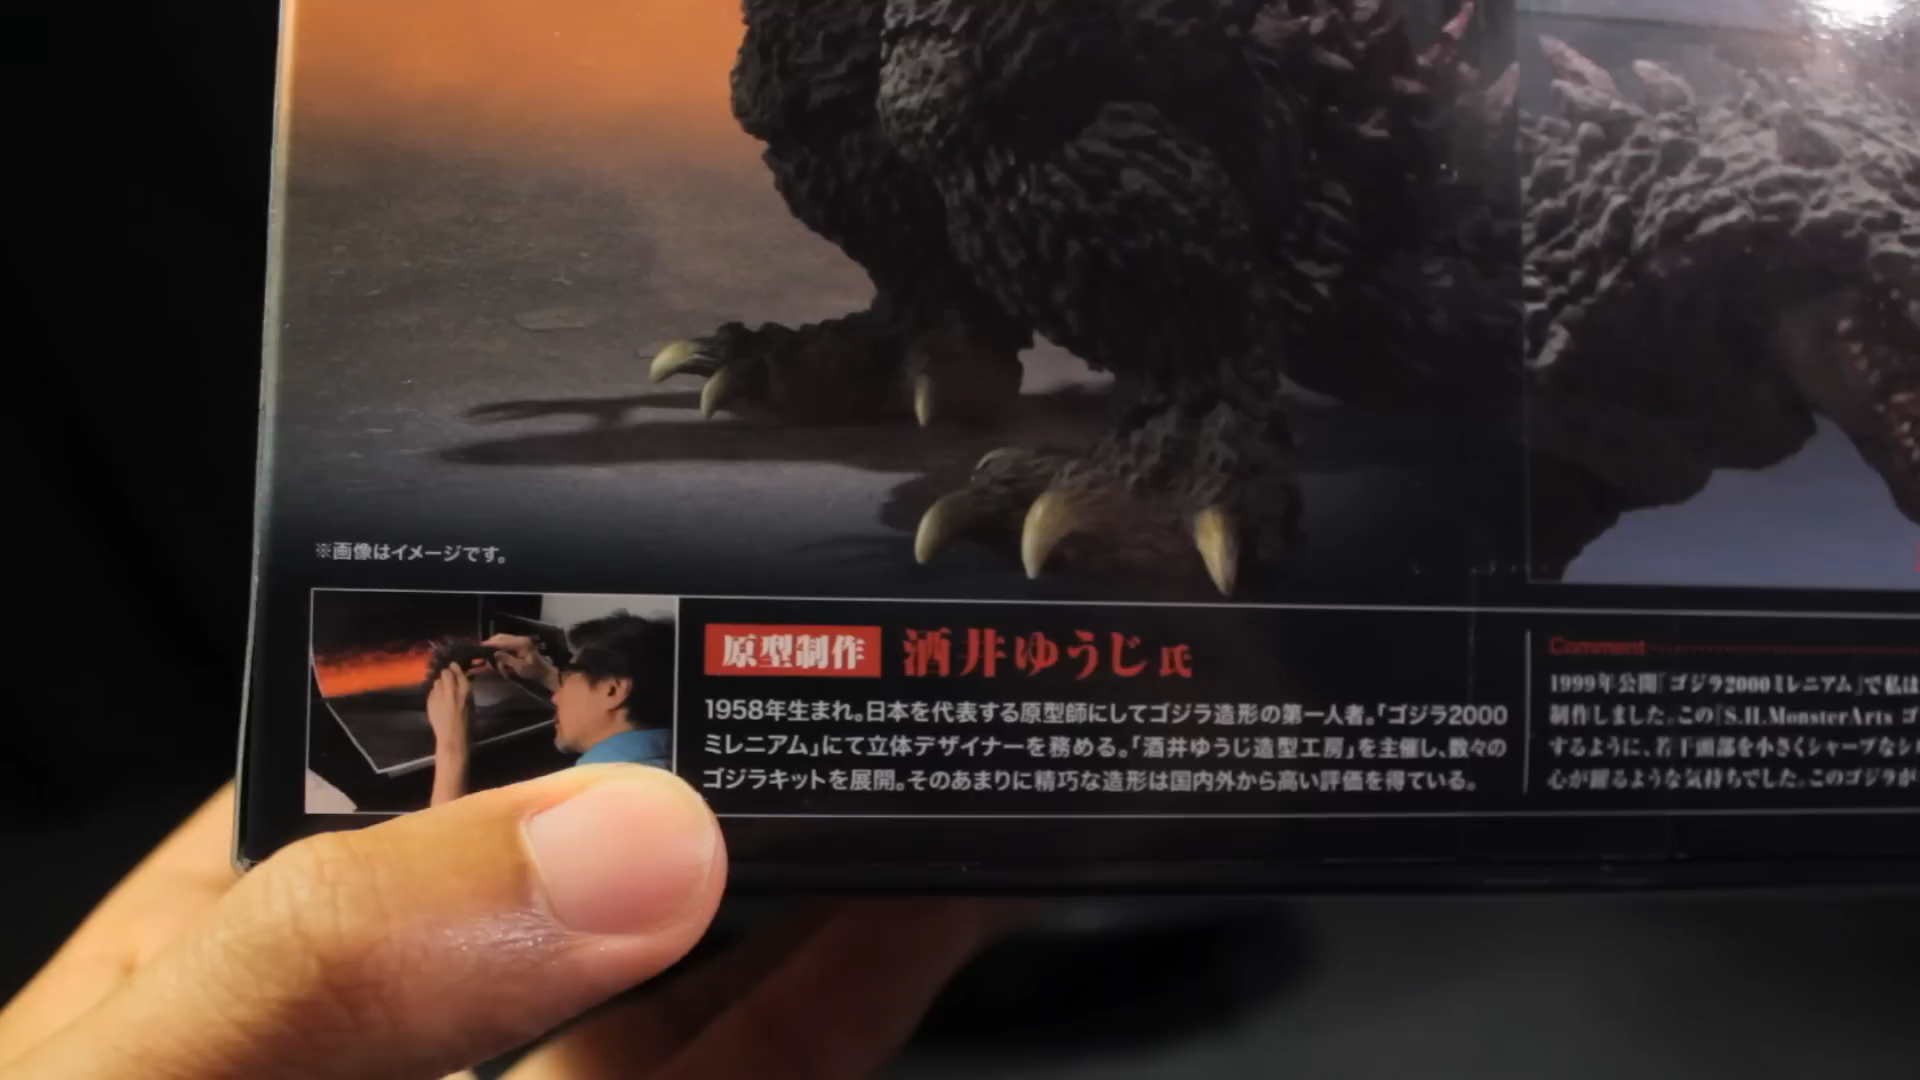 ※画像はイメージです。
原型制作 酒井ゆうじ氏
1958年生まれ。日本を代表する原型師にしてゴジラ造形の第一人者。「ゴジラ2000
ミレニアム」にて立体デザイナーを務める。「酒井ゆうじ造型工房」を主催し、数々の
ゴジラキットを展開。そのあまりに精巧な造形は国内外から高い評価を得ている。
Comment
1999年公開「ゴジラ2000ミレニアム」で私は
制作しました。この「S.H.MonsterArts ゴ
するように、若干頭部を小さくシャープなシ
心が躍るような気持ちでした。このゴジラが